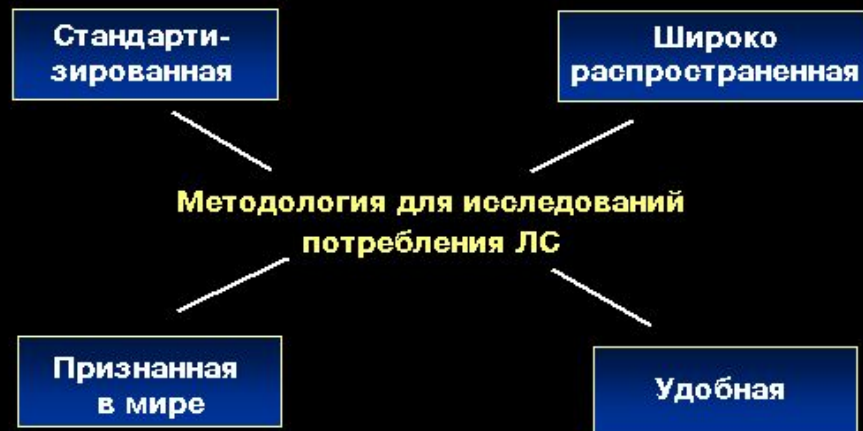 Стандарти-
зированная
Широко
распространенная
Методология для исследований
потребления ЛС
Признанная
в мире
Удобная